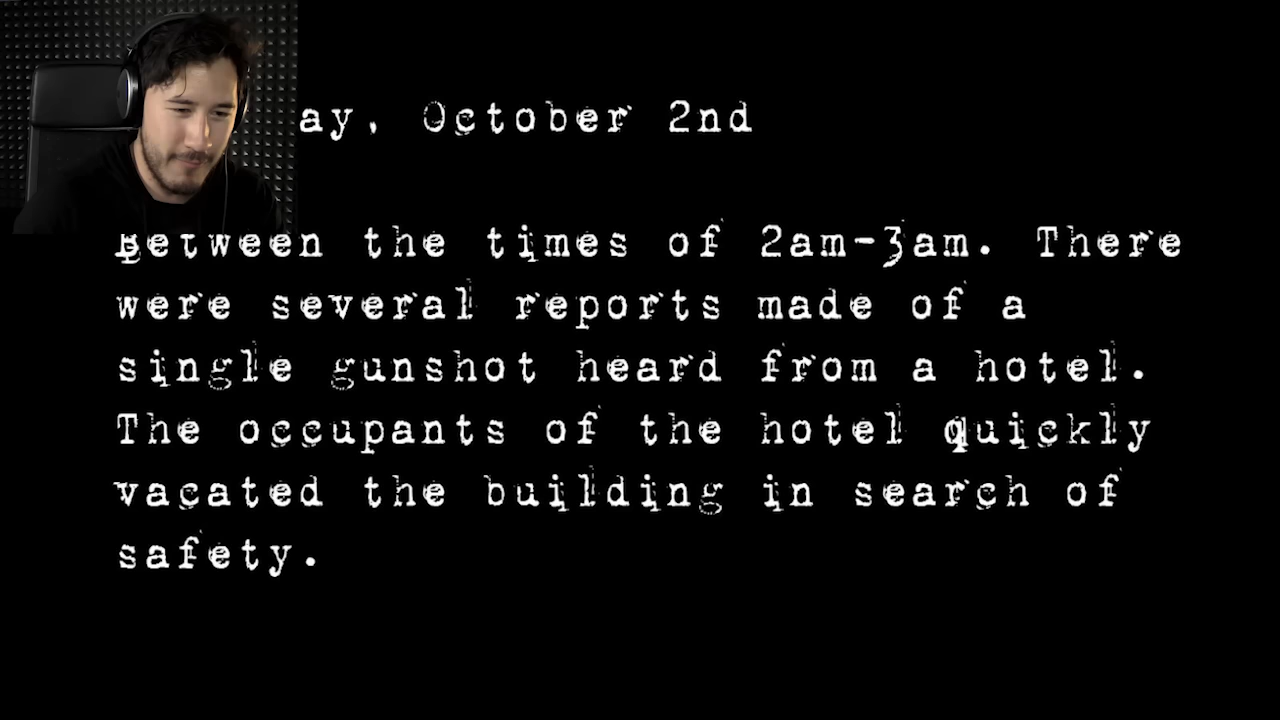 October 2nd
Between the times of 2am-3am. There
were several reports made of a
single gunshot heard from a hotel.
The occupants of the hotel quickly
vacated the building in search of
safety.